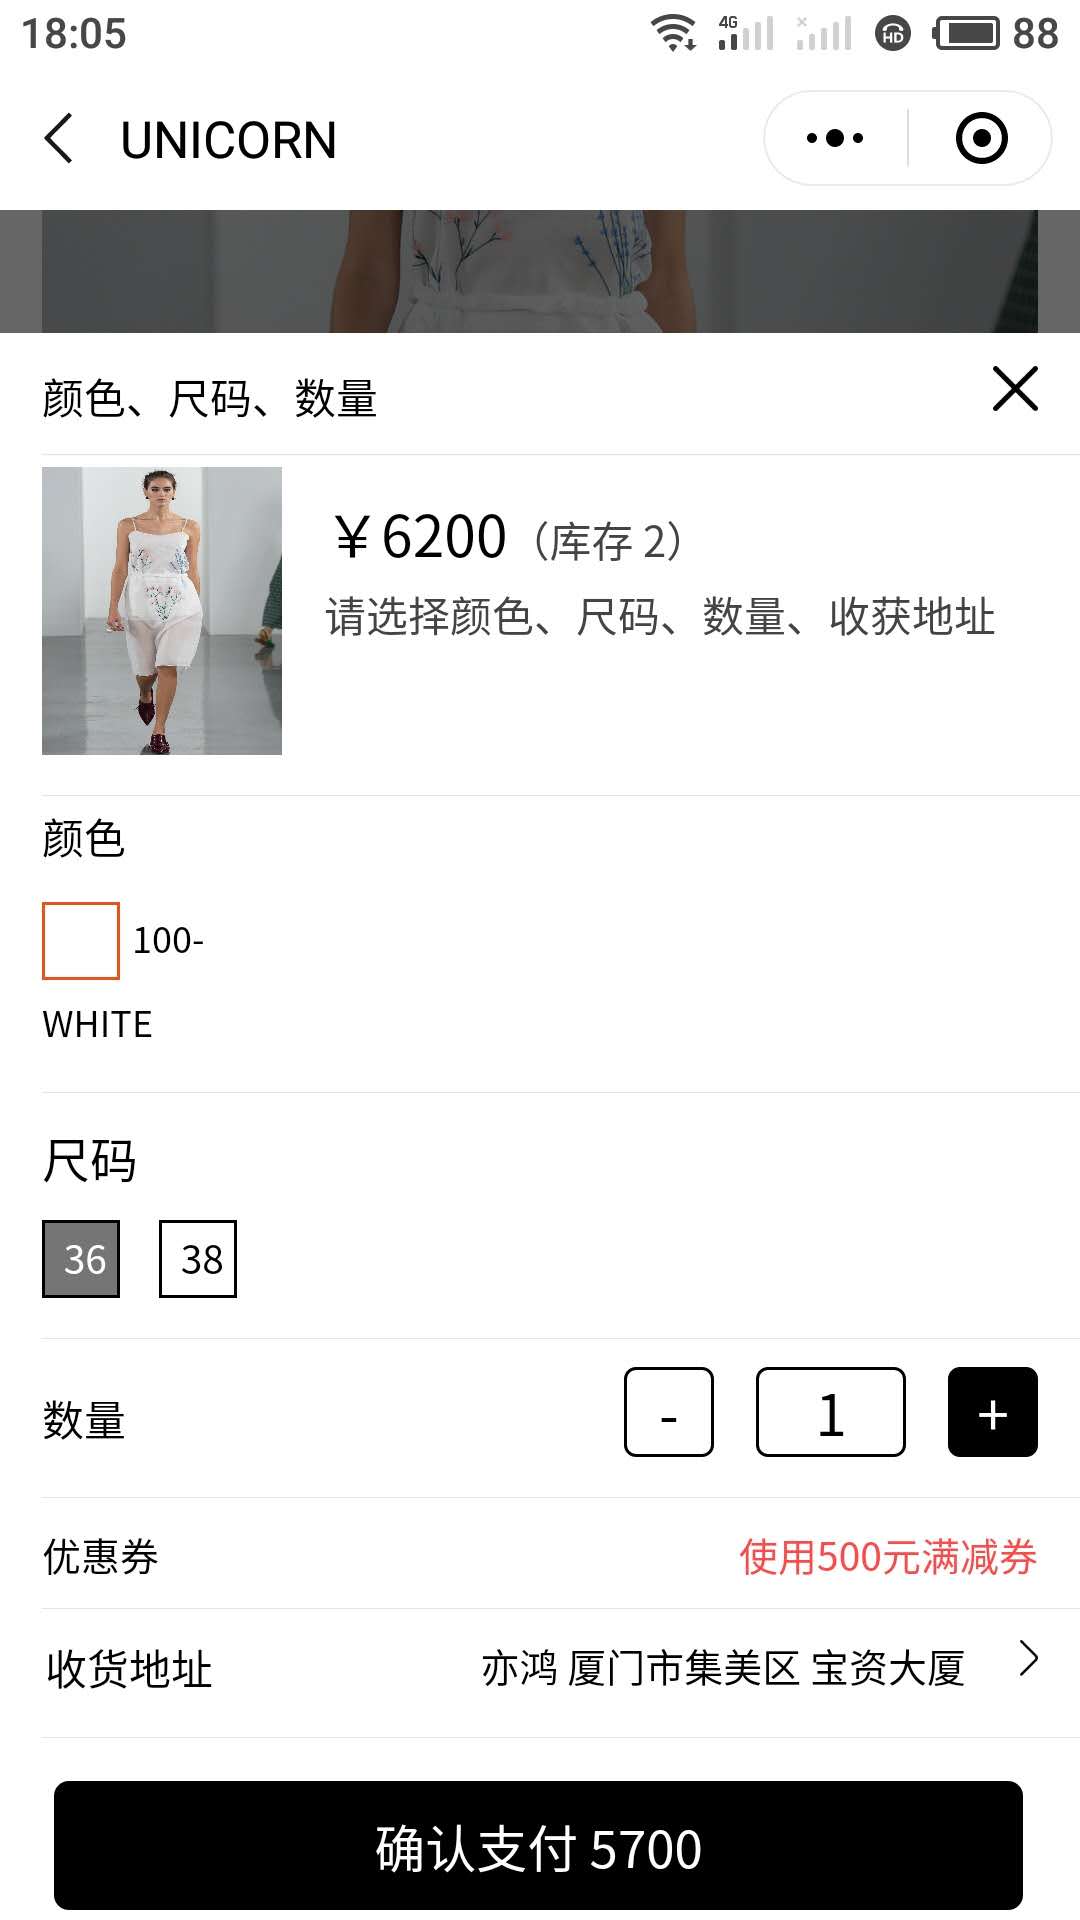 18:05
4G
HD
88
UNICORN
颜色、尺码、数量
￥6200（库存 2）
请选择颜色、尺码、数量、收获地址
颜色
100-
WHITE
尺码
36 38
数量 - 1 +
优惠券 使用500元满减券
收货地址 亦鸿 厦门市集美区 宝资大厦
确认支付 5700